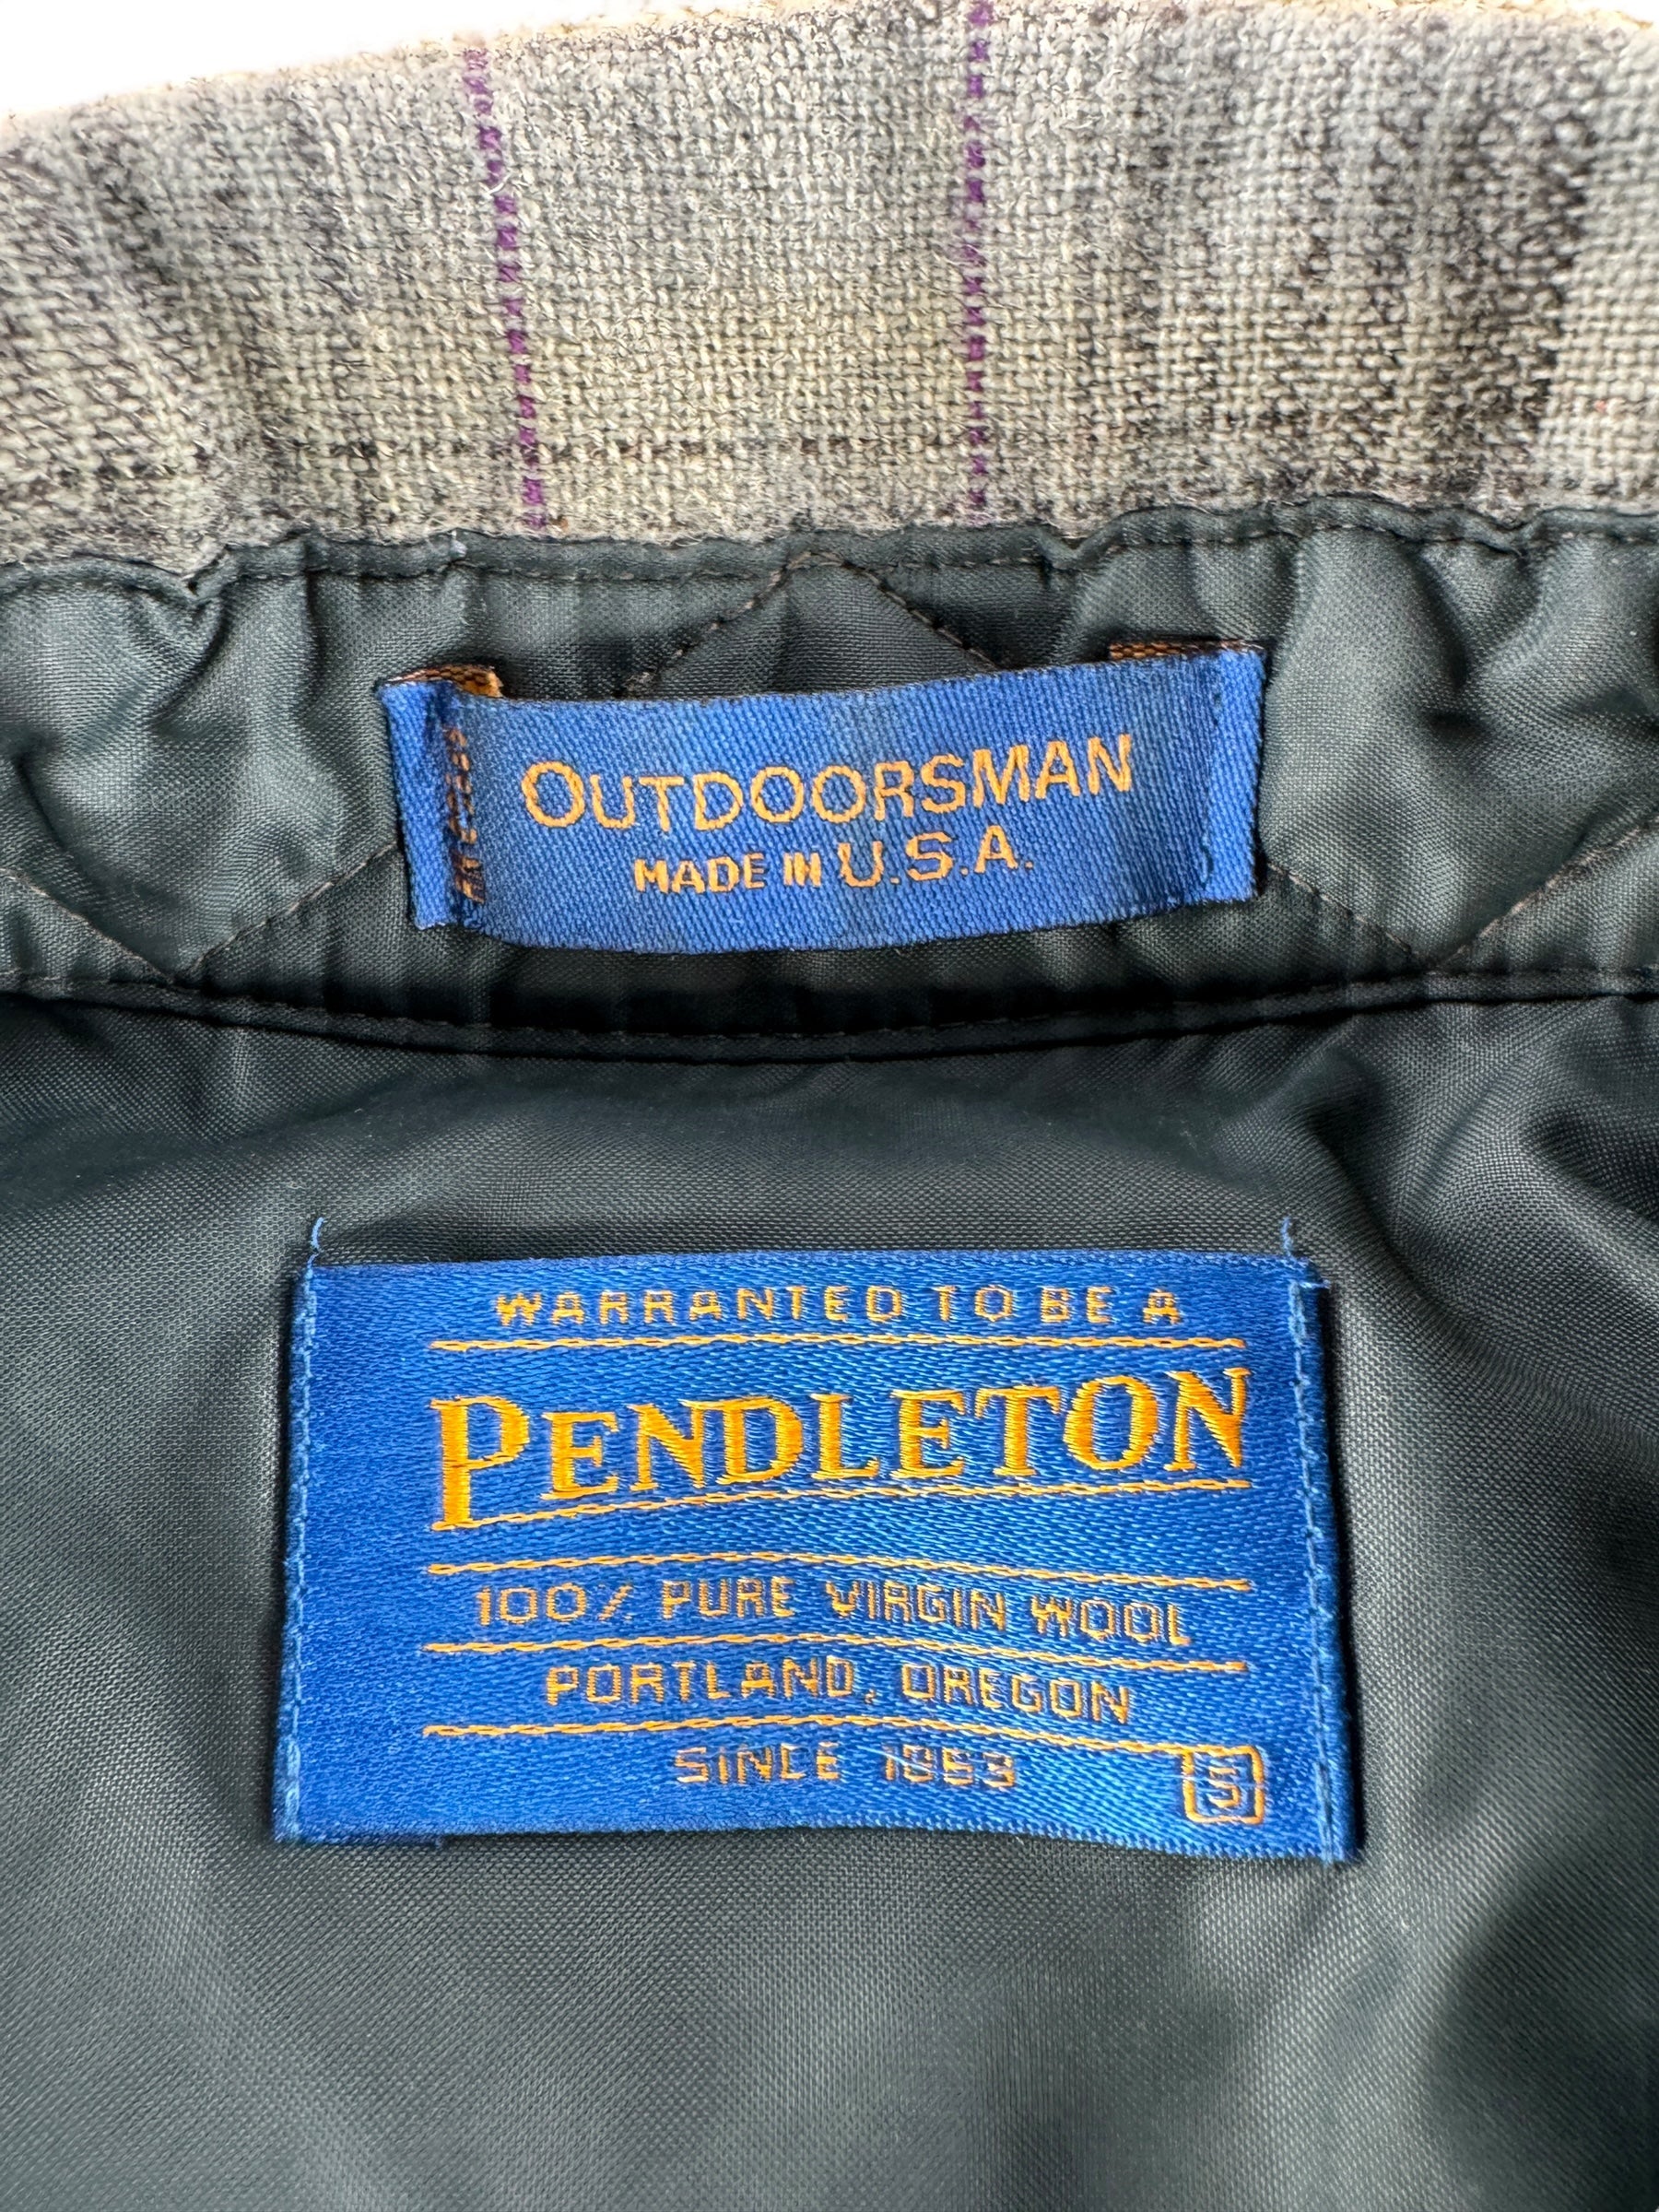 OUTDOORSMAN
MADE IN U.S.A.
WARRANTED TO BE A
PENDLETON
100% PURE VIRGIN WOOL
PORTLAND, OREGON
SINCE 1863
S